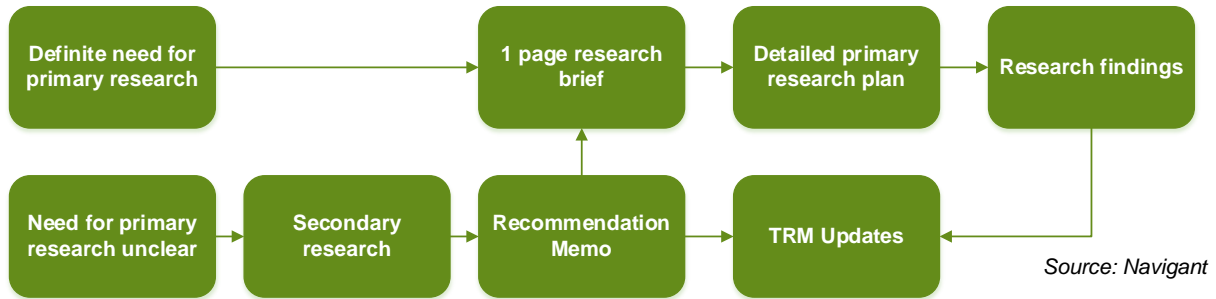 Definite need for
primary research
1 page research
brief
Detailed primary
research plan
Research findings
Need for primary
research unclear
Secondary
research
Recommendation
Memo
TRM Updates
Source: Navigant